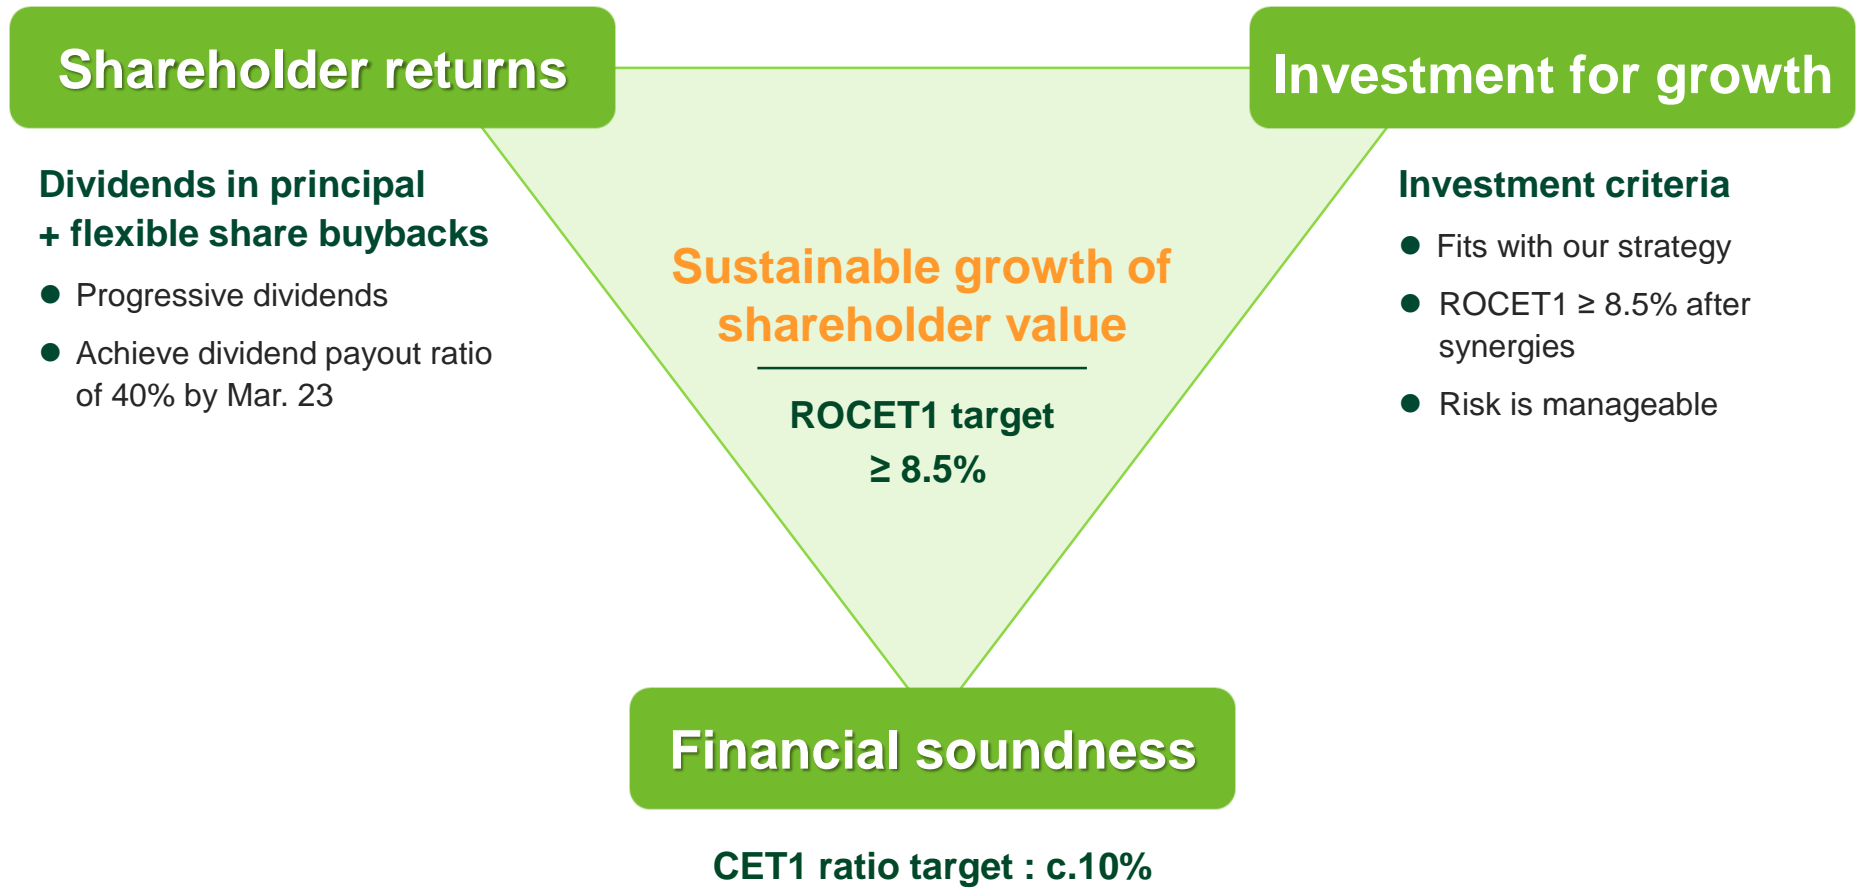 Shareholder returns
Investment for growth
Dividends in principal
+ flexible share buybacks
● Progressive dividends
● Achieve dividend payout ratio
of 40% by Mar. 23
Sustainable growth of
shareholder value
ROCET1 target
≥ 8.5%
Investment criteria
● Fits with our strategy
● ROCET1 ≥ 8.5% after
synergies
● Risk is manageable
Financial soundness
CET1 ratio target : c.10%